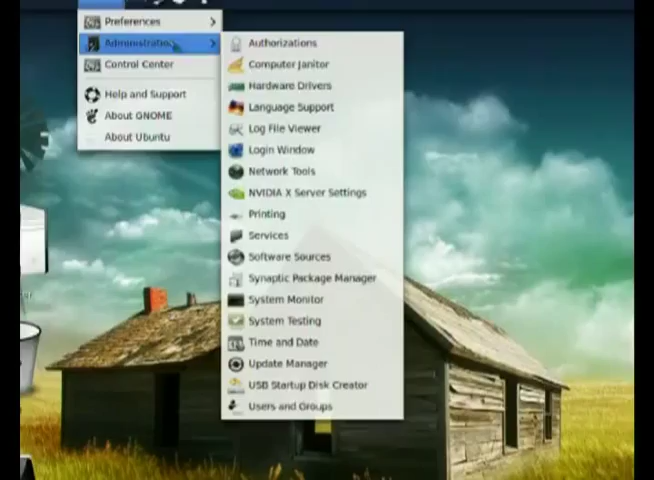 Preferences
Administration
Control Center
Help and Support
About GNOME
About Ubuntu
Authorizations
Computer Janitor
Hardware Drivers
Language Support
Log File Viewer
Login Window
Network Tools
NVIDIA X Server Settings
Printing
Services
Software Sources
Synaptic Package Manager
System Monitor
System Testing
Time and Date
Update Manager
USB Startup Disk Creator
Users and Groups